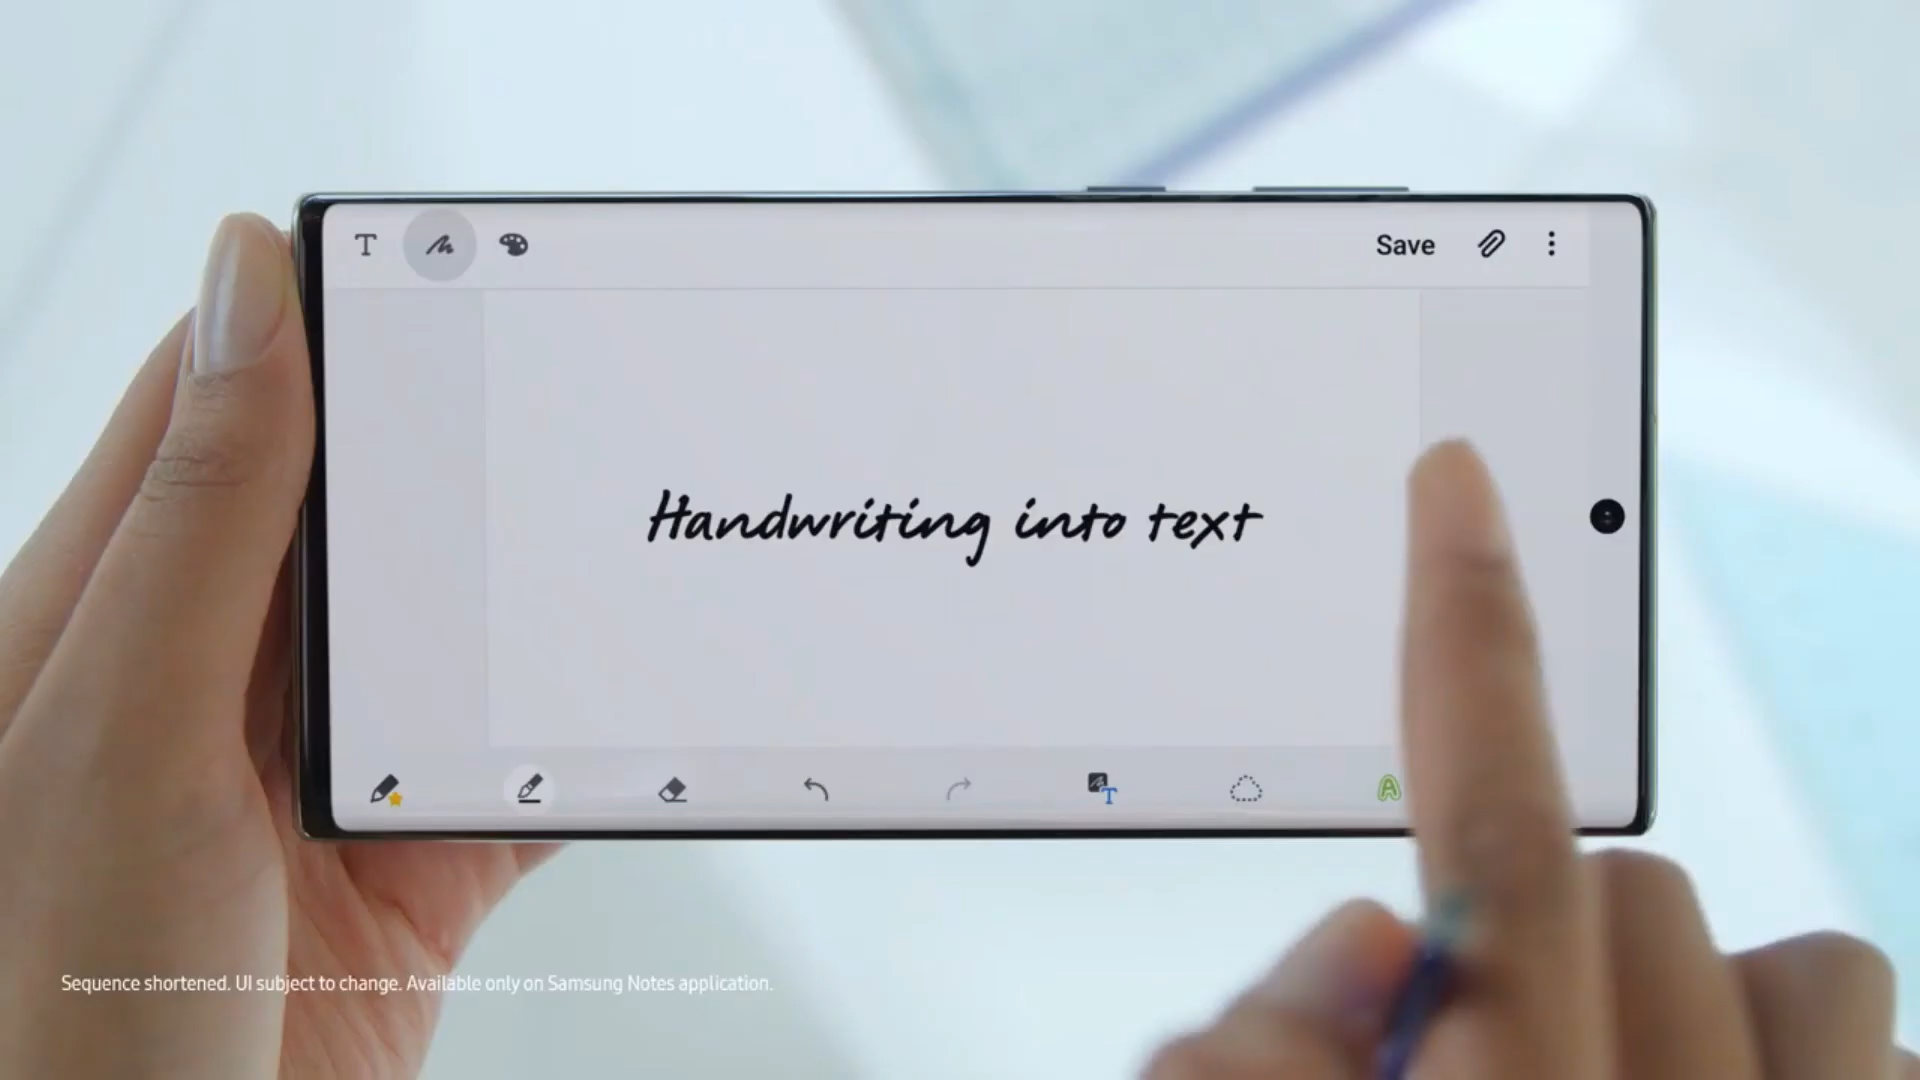 T
Save
Handwriting into text
T
A
Sequence shortened. UI subject to change. Available only on Samsung Notes application.